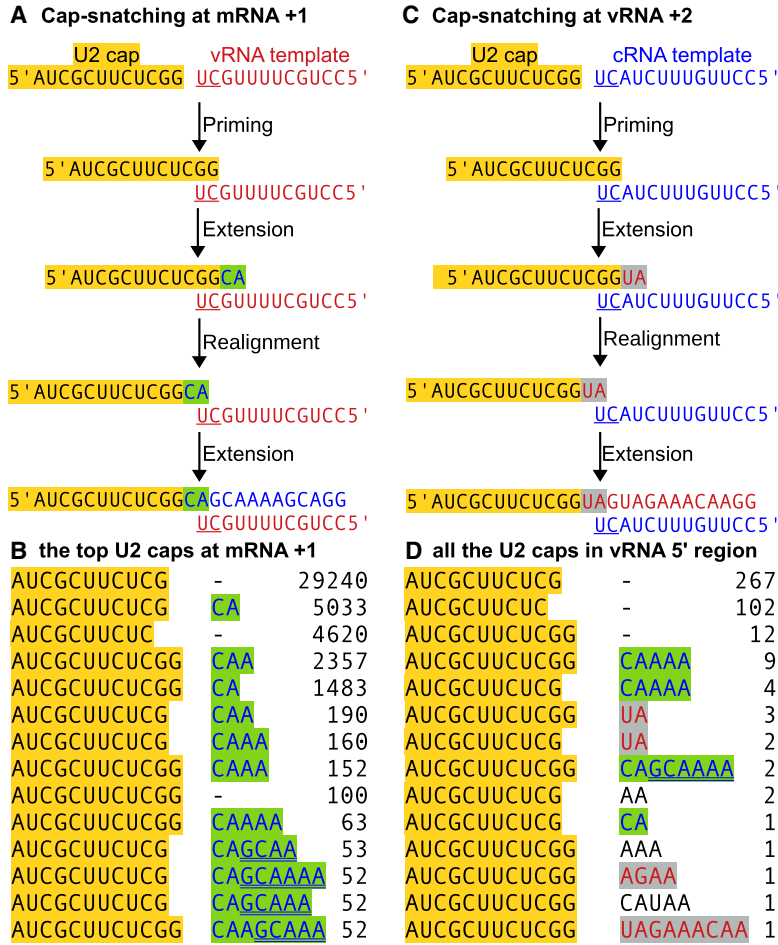 A Cap-snatching at mRNA +1
U2 cap vRNA template
5'AUCGCUUCUCGG UCGUUUUCGUCC5'
Priming
5'AUCGCUUCUCGG
UCGUUUUCGUCC5'
Extension
5'AUCGCUUCUCGGCA
UCGUUUUCGUCC5'
Realignment
5'AUCGCUUCUCGGCA
UCGUUUUCGUCC5'
Extension
5'AUCGCUUCUCGGCAGCAAAAGCAGG
UCGUUUUCGUCC5'
B the top U2 caps at mRNA +1
AUCGCUUCUCG - 29240
AUCGCUUCUCG CA 5033
AUCGCUUCUC - 4620
AUCGCUUCUCGG CAA 2357
AUCGCUUCUCGG CA 1483
AUCGCUUCUCG CAA 190
AUCGCUUCUCG CAAA 160
AUCGCUUCUCGG CAAA 152
AUCGCUUCUCGG - 100
AUCGCUUCUCGG CAAAA 63
AUCGCUUCUCG CAGCAA 53
AUCGCUUCUCGG CAGCAAAA 52
AUCGCUUCUCG CAGCAAA 52
AUCGCUUCUCGG CAAGCAAA 52
C Cap-snatching at vRNA +2
U2 cap cRNA template
5'AUCGCUUCUCGG UCAUCUUUGUUCC5'
Priming
5'AUCGCUUCUCGG
UCAUCUUUGUUCC5'
Extension
5'AUCGCUUCUCGGUA
UCAUCUUUGUUCC5'
Realignment
5'AUCGCUUCUCGGUA
UCAUCUUUGUUCC5'
Extension
5'AUCGCUUCUCGGUAGUAGAAACAAGG
UCAUCUUUGUUCC5'
D all the U2 caps in vRNA 5' region
AUCGCUUCUCG - 267
AUCGCUUCUC - 102
AUCGCUUCUCGG - 12
AUCGCUUCUCGG CAAAA 9
AUCGCUUCUCG CAAAA 4
AUCGCUUCUCGG UA 3
AUCGCUUCUCG UA 2
AUCGCUUCUCGG CAGCAAAA 2
AUCGCUUCUCG AA 2
AUCGCUUCUCG CA 1
AUCGCUUCUCGG AAA 1
AUCGCUUCUCGG AGAA 1
AUCGCUUCUCGG CAUAA 1
AUCGCUUCUCGG UAGAAACAA 1